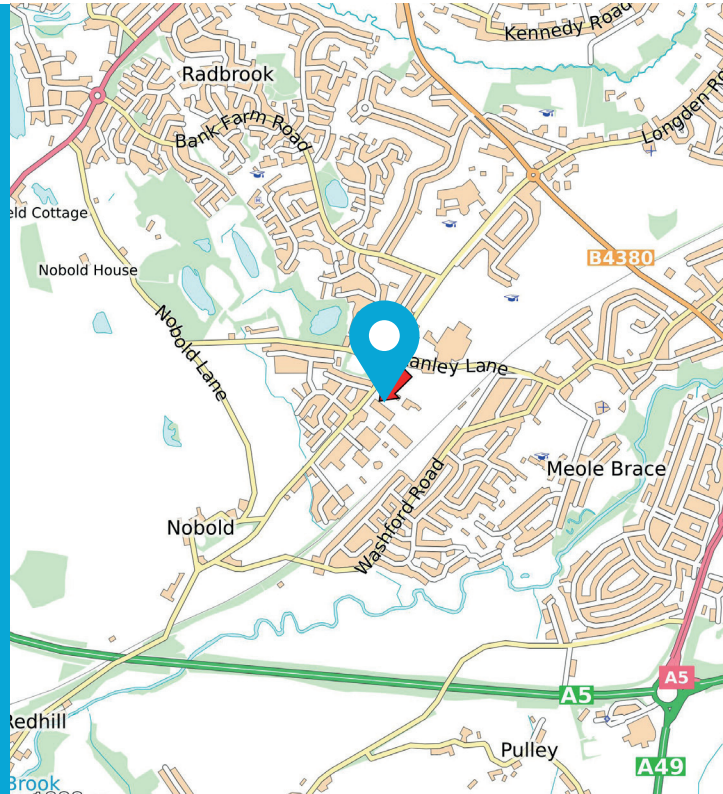 Kennedy Road
Radbrook
Longden Ro
Bank Farm Road
eld Cottage
B4380
Nobold House
Nobold Lane
anley Lane
Meole Brace
Washford Road
Nobold
A5
A5
Redhill
Pulley
A49
Brook